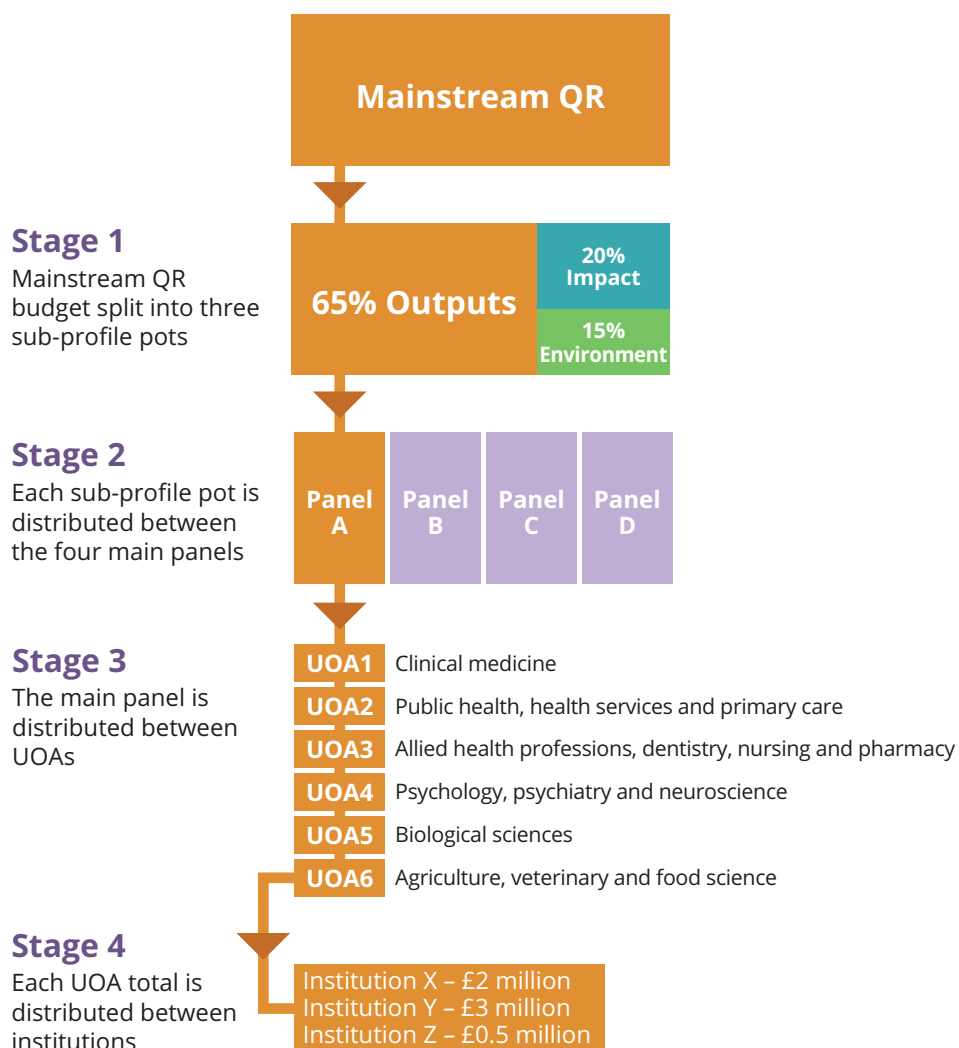 Mainstream QR
Stage 1
Mainstream QR
budget split into three
sub-profile pots
65% Outputs
20%
Impact
15%
Environment
Stage 2
Each sub-profile pot is
distributed between
the four main panels
Panel
A
Panel
B
Panel
C
Panel
D
Stage 3
The main panel is
distributed between
UOAs
UOA1 Clinical medicine
UOA2 Public health, health services and primary care
UOA3 Allied health professions, dentistry, nursing and pharmacy
UOA4 Psychology, psychiatry and neuroscience
UOA5 Biological sciences
UOA6 Agriculture, veterinary and food science
Stage 4
Each UOA total is
distributed between
institutions
Institution X – £2 million
Institution Y – £3 million
Institution Z – £0.5 million